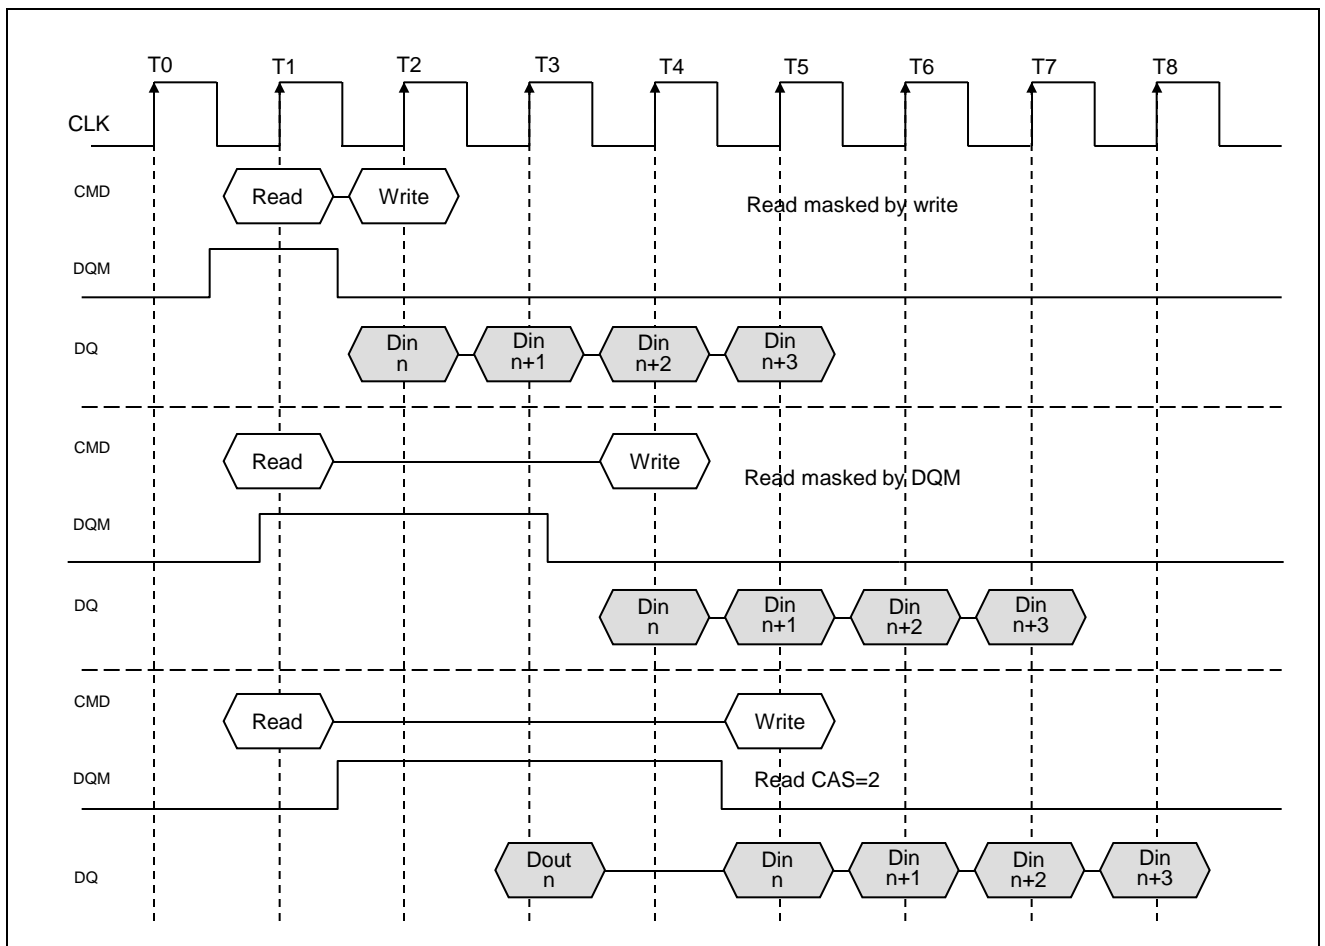 T0 T1 T2 T3 T4 T5 T6 T7 T8
CLK
CMD Read Write Read masked by write
DQM
DQ Din Din Din Din
n n+1 n+2 n+3
CMD Read Write Read masked by DQM
DQM
DQ Din Din Din Din
n n+1 n+2 n+3
CMD Read Write
DQM Read CAS=2
DQ Dout Din Din Din Din
n n n+1 n+2 n+3